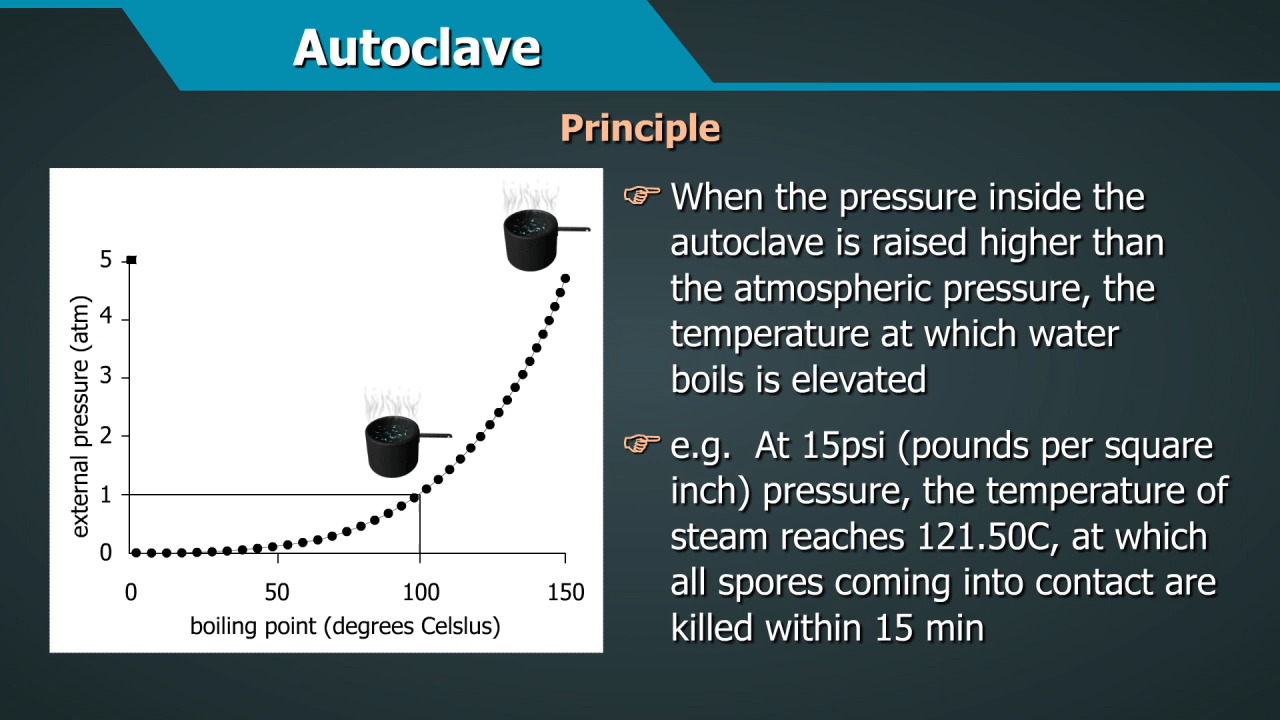 Autoclave
Principle
5
4
3
2
1
0
0 50 100 150
external pressure (atm)
boiling point (degrees Celslus)
When the pressure inside the
autoclave is raised higher than
the atmospheric pressure, the
temperature at which water
boils is elevated
e.g. At 15psi (pounds per square
inch) pressure, the temperature of
steam reaches 121.50C, at which
all spores coming into contact are
killed within 15 min